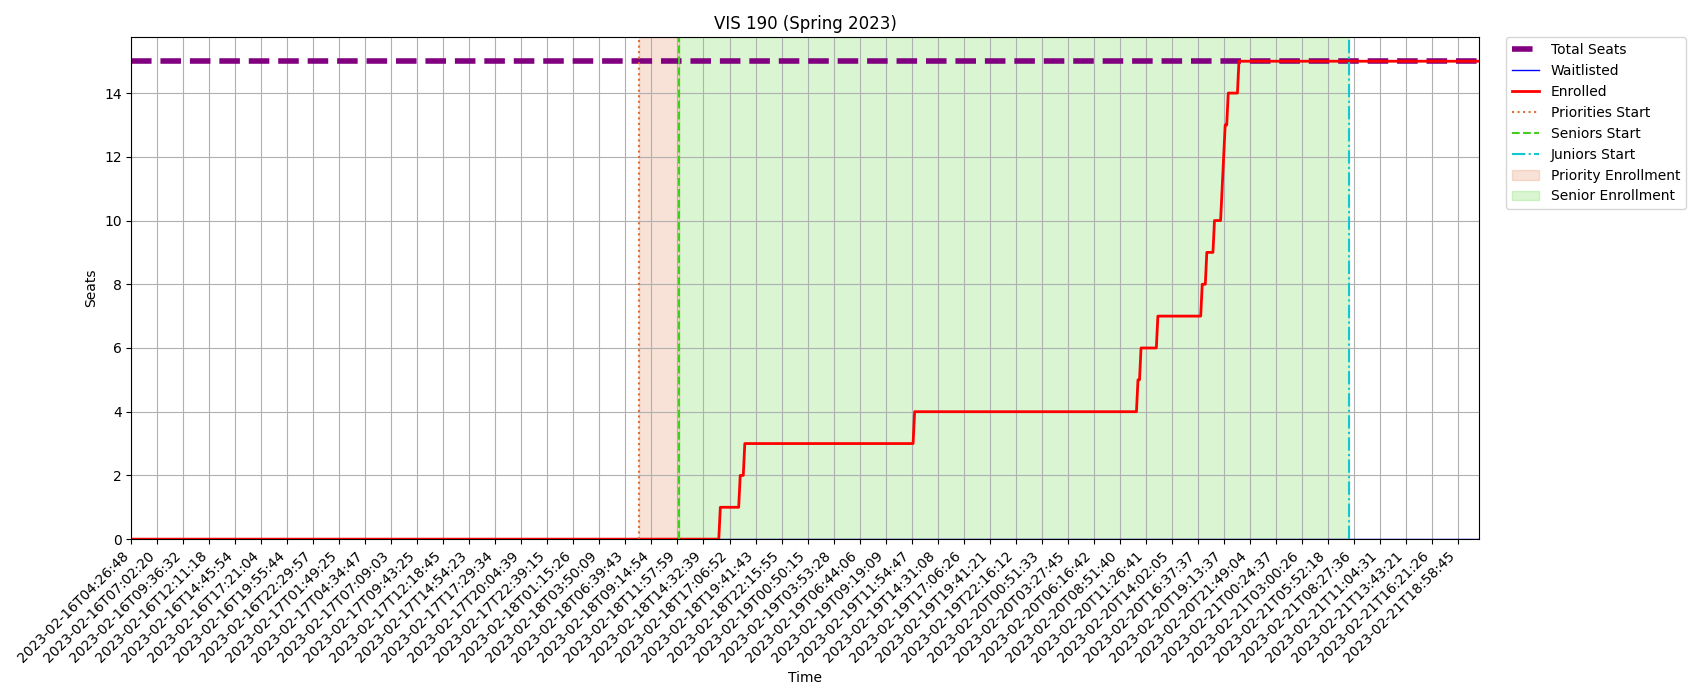 VIS 190 (Spring 2023)
Total Seats
Waitlisted
Enrolled
Priorities Start
Seniors Start
Juniors Start
Priority Enrollment
Senior Enrollment
Seats
14
12
10
8
6
4
2
0
2023-02-16T04:26:48
2023-02-16T07:02:20
2023-02-16T09:36:32
2023-02-16T12:11:18
2023-02-16T14:45:54
2023-02-16T17:21:04
2023-02-16T19:55:44
2023-02-16T22:29:57
2023-02-17T01:49:25
2023-02-17T04:34:47
2023-02-17T07:09:03
2023-02-17T09:43:25
2023-02-17T12:18:45
2023-02-17T14:54:23
2023-02-17T17:29:34
2023-02-17T20:04:39
2023-02-17T22:39:15
2023-02-18T01:15:26
2023-02-18T03:50:09
2023-02-18T06:39:43
2023-02-18T09:14:54
2023-02-18T11:57:59
2023-02-18T14:32:39
2023-02-18T17:06:52
2023-02-18T19:41:43
2023-02-18T22:15:55
2023-02-19T00:50:15
2023-02-19T03:53:28
2023-02-19T06:44:06
2023-02-19T09:19:09
2023-02-19T11:54:47
2023-02-19T14:31:08
2023-02-19T17:06:26
2023-02-19T19:41:21
2023-02-19T22:16:12
2023-02-20T00:51:33
2023-02-20T03:27:45
2023-02-20T06:16:42
2023-02-20T08:51:40
2023-02-20T11:26:41
2023-02-20T14:02:05
2023-02-20T16:37:37
2023-02-20T19:13:37
2023-02-20T21:49:04
2023-02-21T00:24:37
2023-02-21T03:00:26
2023-02-21T05:52:18
2023-02-21T08:27:36
2023-02-21T11:04:31
2023-02-21T13:43:21
2023-02-21T16:21:26
2023-02-21T18:58:45
Time